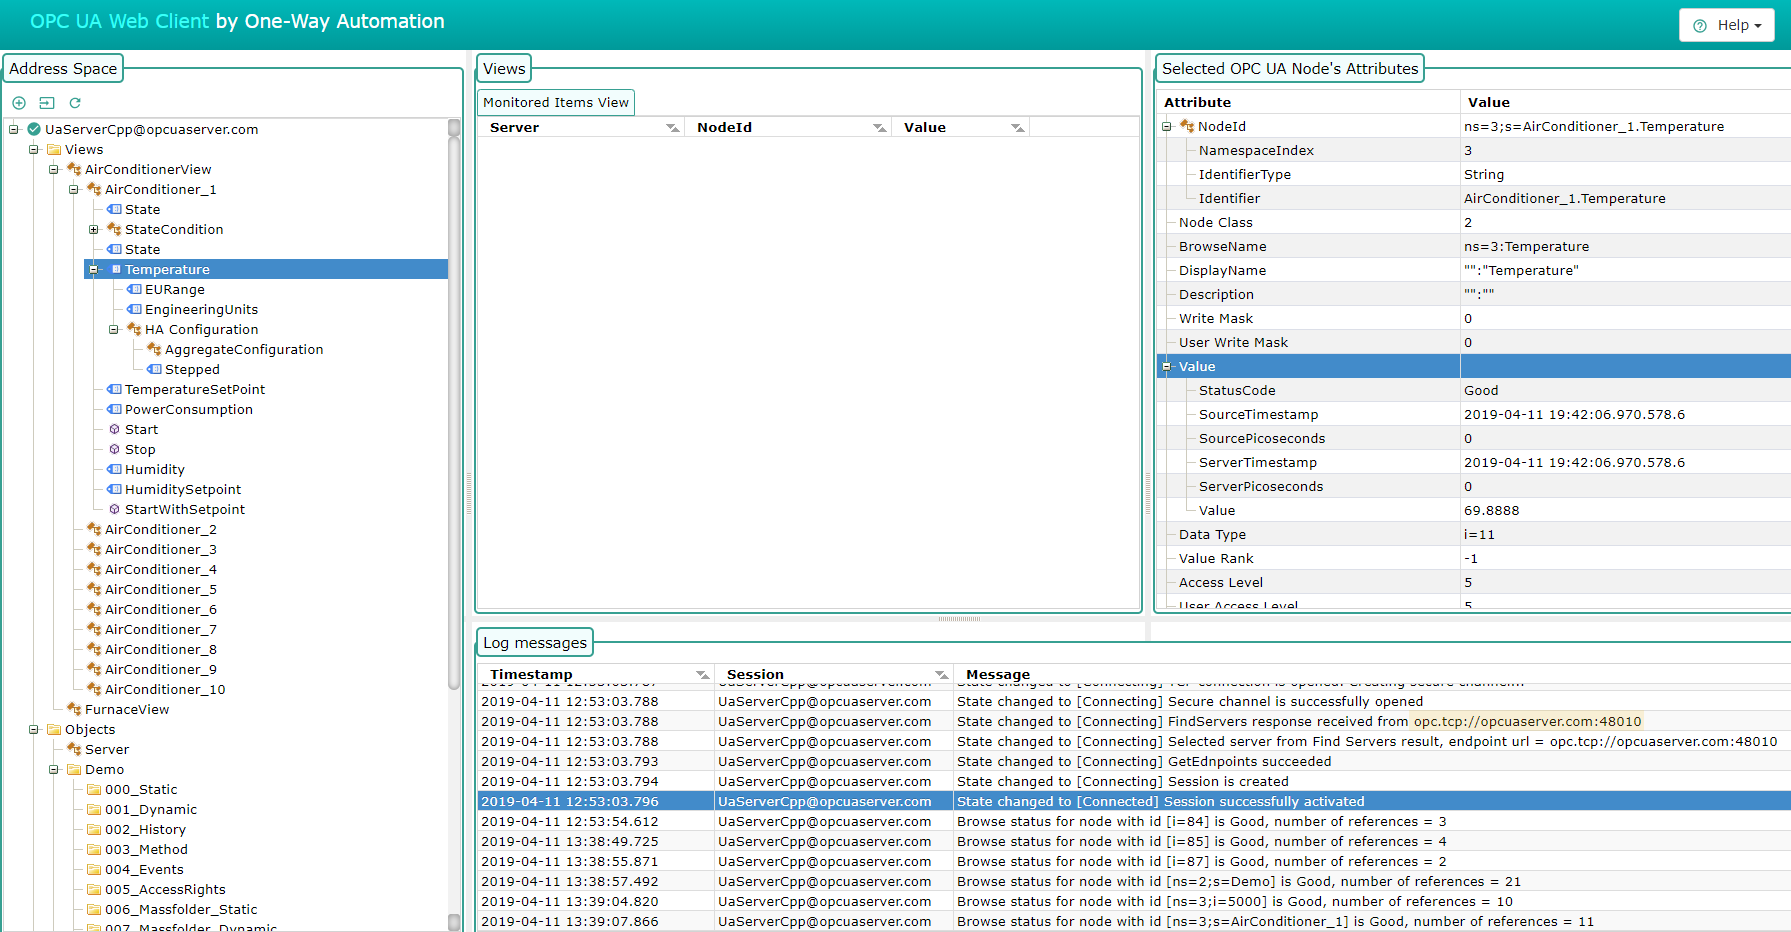 OPC UA Web Client by One-Way Automation
Help
Address Space
UaServerCpp@opcuaserver.com
Views
AirConditionerView
AirConditioner_1
State
StateCondition
State
Temperature
EURange
EngineeringUnits
HA Configuration
AggregateConfiguration
Stepped
TemperatureSetPoint
PowerConsumption
Start
Stop
Humidity
HumiditySetpoint
StartWithSetpoint
AirConditioner_2
AirConditioner_3
AirConditioner_4
AirConditioner_5
AirConditioner_6
AirConditioner_7
AirConditioner_8
AirConditioner_9
AirConditioner_10
FurnaceView
Objects
Server
Demo
000_Static
001_Dynamic
002_History
003_Method
004_Events
005_AccessRights
006_Massfolder_Static
007_Massfolder_Dynamic
Views
Monitored Items View
Server NodeId Value
Selected OPC UA Node's Attributes
Attribute Value
NodeId ns=3;s=AirConditioner_1.Temperature
NamespaceIndex 3
IdentifierType String
Identifier AirConditioner_1.Temperature
Node Class 2
BrowseName ns=3:Temperature
DisplayName "":"Temperature"
Description "":""
Write Mask 0
User Write Mask 0
Value
StatusCode Good
SourceTimestamp 2019-04-11 19:42:06.970.578.6
SourcePicoseconds 0
ServerTimestamp 2019-04-11 19:42:06.970.578.6
ServerPicoseconds 0
Value 69.8888
Data Type i=11
Value Rank -1
Access Level 5
User Access Level 5
Log messages
Timestamp Session Message
2019-04-11 12:53:03.787 UaServerCpp@opcuaserver.com State changed to [Connecting] TCP connection is opened. Creating secure channel...
2019-04-11 12:53:03.788 UaServerCpp@opcuaserver.com State changed to [Connecting] Secure channel is successfully opened
2019-04-11 12:53:03.788 UaServerCpp@opcuaserver.com State changed to [Connecting] FindServers response received from opc.tcp://opcuaserver.com:48010
2019-04-11 12:53:03.788 UaServerCpp@opcuaserver.com State changed to [Connecting] Selected server from Find Servers result, endpoint url = opc.tcp://opcuaserver.com:48010
2019-04-11 12:53:03.793 UaServerCpp@opcuaserver.com State changed to [Connecting] GetEdnpoints succeeded
2019-04-11 12:53:03.794 UaServerCpp@opcuaserver.com State changed to [Connecting] Session is created
2019-04-11 12:53:03.796 UaServerCpp@opcuaserver.com State changed to [Connected] Session successfully activated
2019-04-11 12:53:54.612 UaServerCpp@opcuaserver.com Browse status for node with id [i=84] is Good, number of references = 3
2019-04-11 13:38:49.725 UaServerCpp@opcuaserver.com Browse status for node with id [i=85] is Good, number of references = 4
2019-04-11 13:38:55.871 UaServerCpp@opcuaserver.com Browse status for node with id [i=87] is Good, number of references = 2
2019-04-11 13:38:57.492 UaServerCpp@opcuaserver.com Browse status for node with id [ns=2;s=Demo] is Good, number of references = 21
2019-04-11 13:39:04.820 UaServerCpp@opcuaserver.com Browse status for node with id [ns=3;i=5000] is Good, number of references = 10
2019-04-11 13:39:07.866 UaServerCpp@opcuaserver.com Browse status for node with id [ns=3;s=AirConditioner_1] is Good, number of references = 11